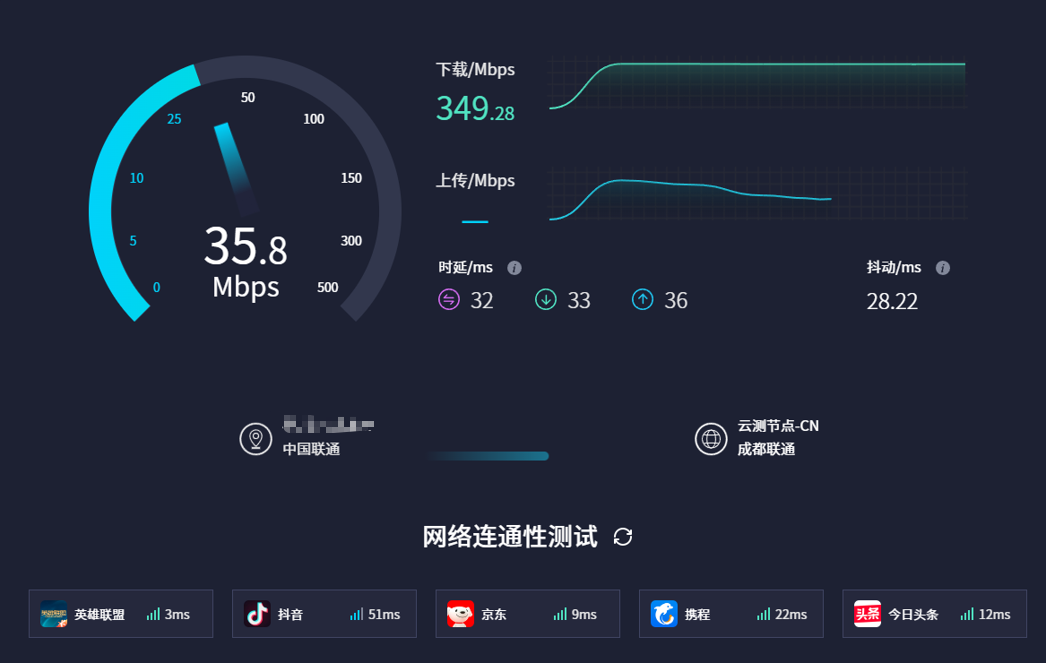 50
25
100
10
150
5
300
0
500
35.8
Mbps
下载/Mbps
349.28
上传/Mbps
时延/ms
32 33 36
抖动/ms
28.22
中国联通
云测节点-CN
成都联通
网络连通性测试
英雄联盟 3ms
抖音 51ms
京东 9ms
携程 22ms
头条 今日头条 12ms